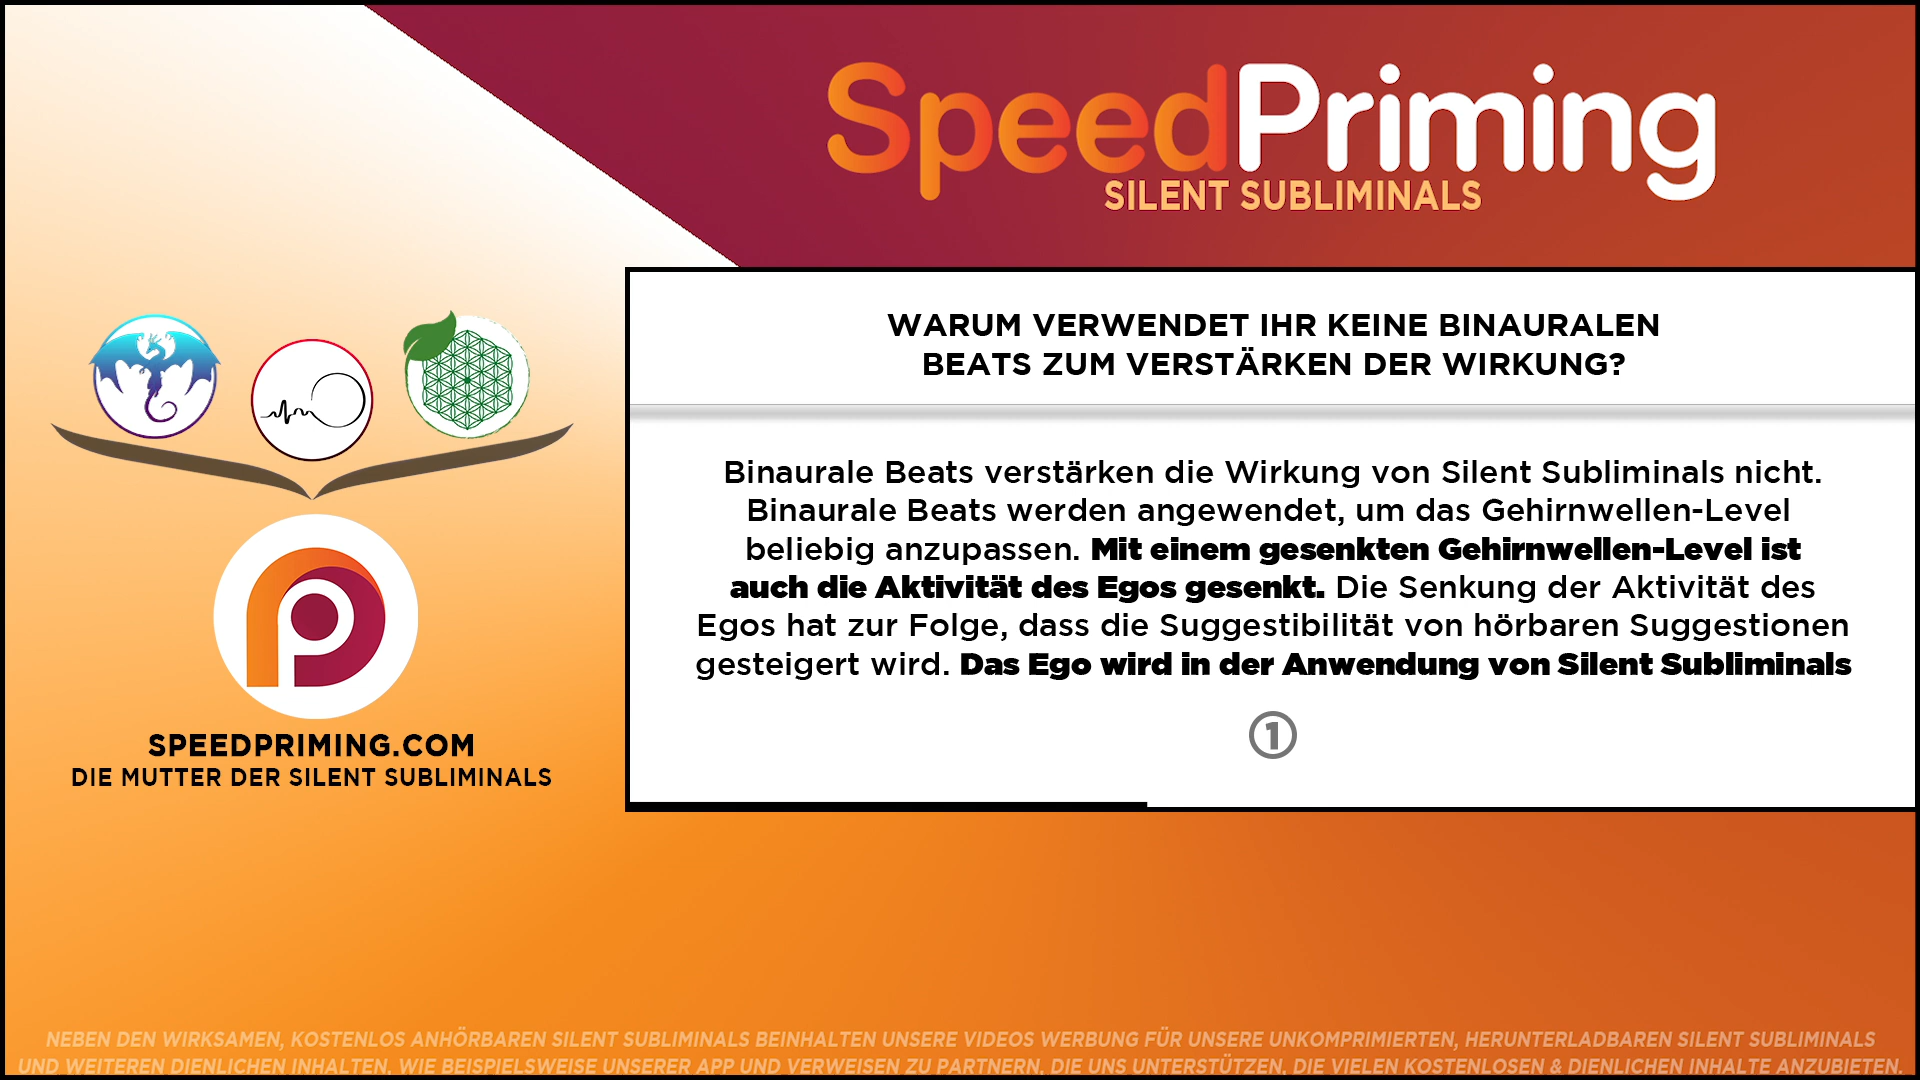 SpeedPriming
SILENT SUBLIMINALS
WARUM VERWENDET IHR KEINE BINAURALEN
BEATS ZUM VERSTÄRKEN DER WIRKUNG?
Binaurale Beats verstärken die Wirkung von Silent Subliminals nicht.
Binaurale Beats werden angewendet, um das Gehirnwellen-Level
beliebig anzupassen. Mit einem gesenkten Gehirnwellen-Level ist
auch die Aktivität des Egos gesenkt. Die Senkung der Aktivität des
Egos hat zur Folge, dass die Suggestibilität von hörbaren Suggestionen
gesteigert wird. Das Ego wird in der Anwendung von Silent Subliminals
1
SPEEDPRIMING.COM
DIE MUTTER DER SILENT SUBLIMINALS
NEBEN DEN WIRKSAMEN, KOSTENLOS ANHÖRBAREN SILENT SUBLIMINALS BEINHALTEN UNSERE VIDEOS WERBUNG FÜR UNSERE UNKOMPRIMIERTEN, HERUNTERLADBAREN SILENT SUBLIMINALS
UND WEITEREN DIENLICHEN INHALTEN, WIE BEISPIELSWEISE UNSERER APP UND VERWEISEN ZU PARTNERN, DIE UNS UNTERSTÜTZEN, DIE VIELEN KOSTENLOSEN & DIENLICHEN INHALTE ANZUBIETEN.